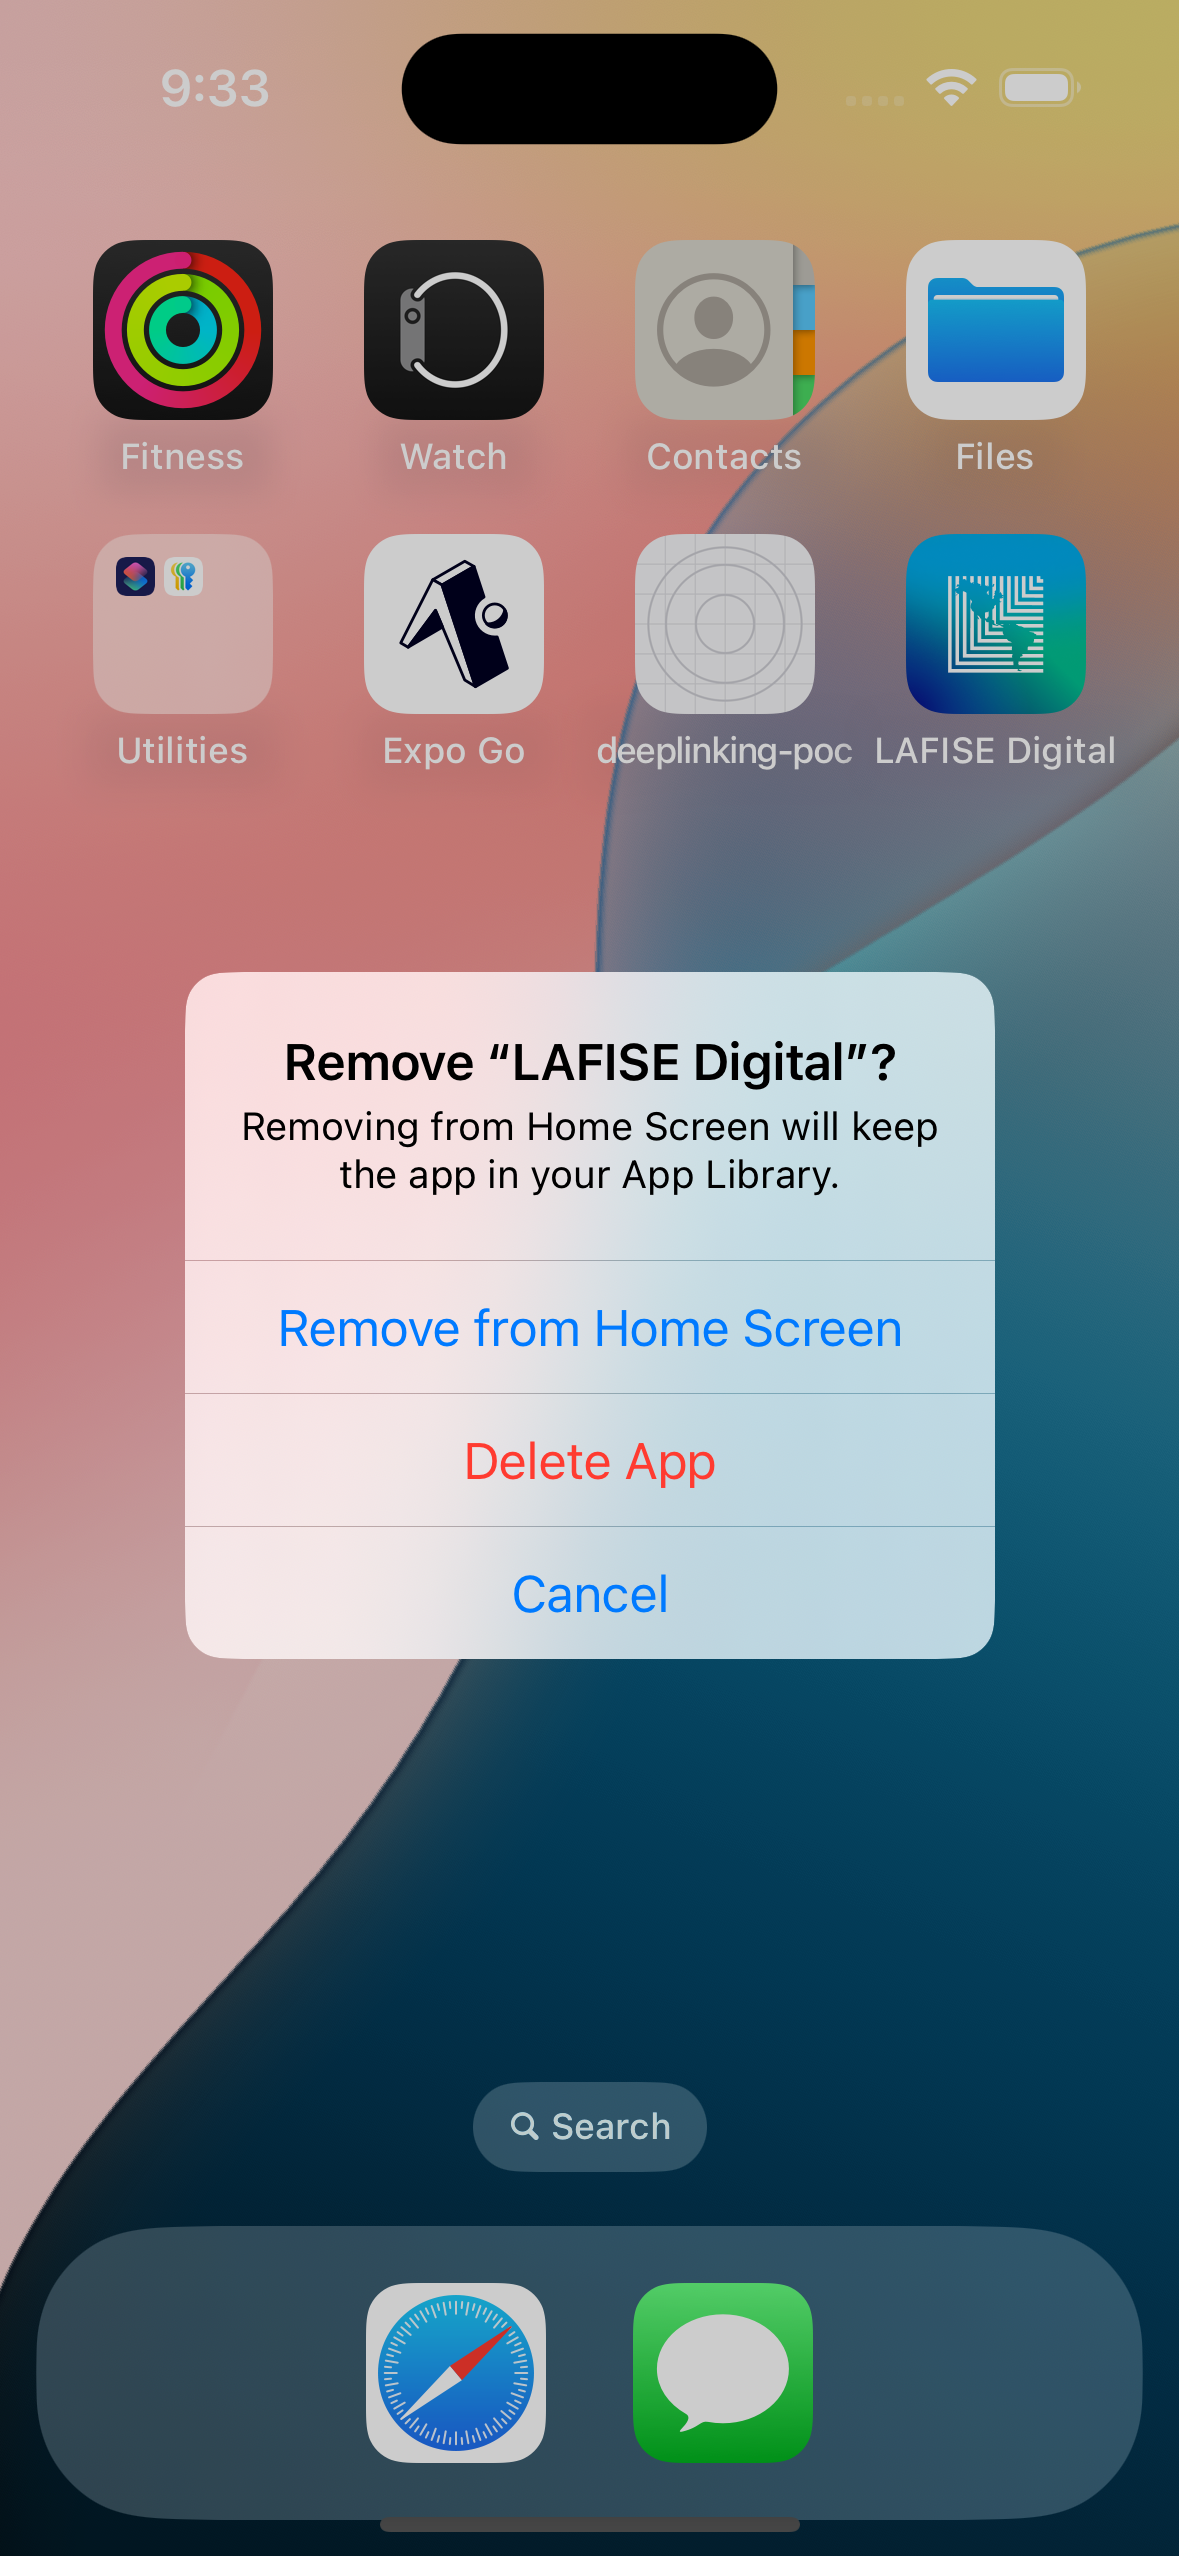 9:33
Fitness
Watch
Contacts
Files
Utilities
Expo Go
deeplinking-poc
LAFISE Digital
Remove “LAFISE Digital”?
Removing from Home Screen will keep
the app in your App Library.
Remove from Home Screen
Delete App
Cancel
Search